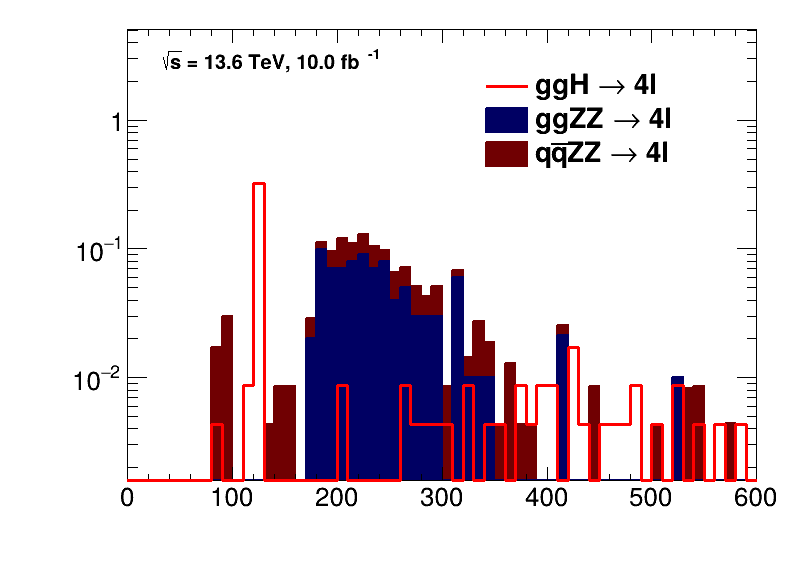 √s = 13.6 TeV, 10.0 fb⁻¹
ggH → 4l
ggZZ → 4l
qq̅ZZ → 4l
1
10⁻¹
10⁻²
0 100 200 300 400 500 600